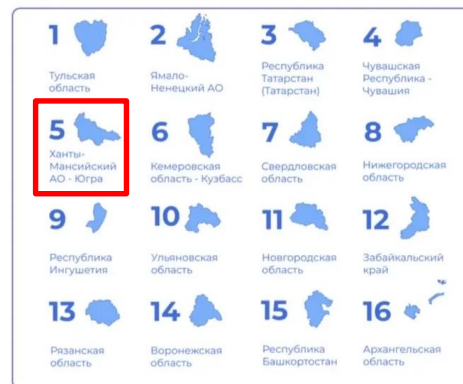 1
Тульская
область
2
Ямало-
Ненецкий АО
3
Республика
Татарстан
(Татарстан)
4
Чувашская
Республика -
Чувашия
5
Ханты-
Мансийский
АО - Югра
6
Кемеровская
область - Кузбасс
7
Свердловская
область
8
Нижегородская
область
9
Республика
Ингушетия
10
Ульяновская
область
11
Новгородская
область
12
Забайкальский
край
13
Рязанская
область
14
Воронежская
область
15
Республика
Башкортостан
16
Архангельская
область